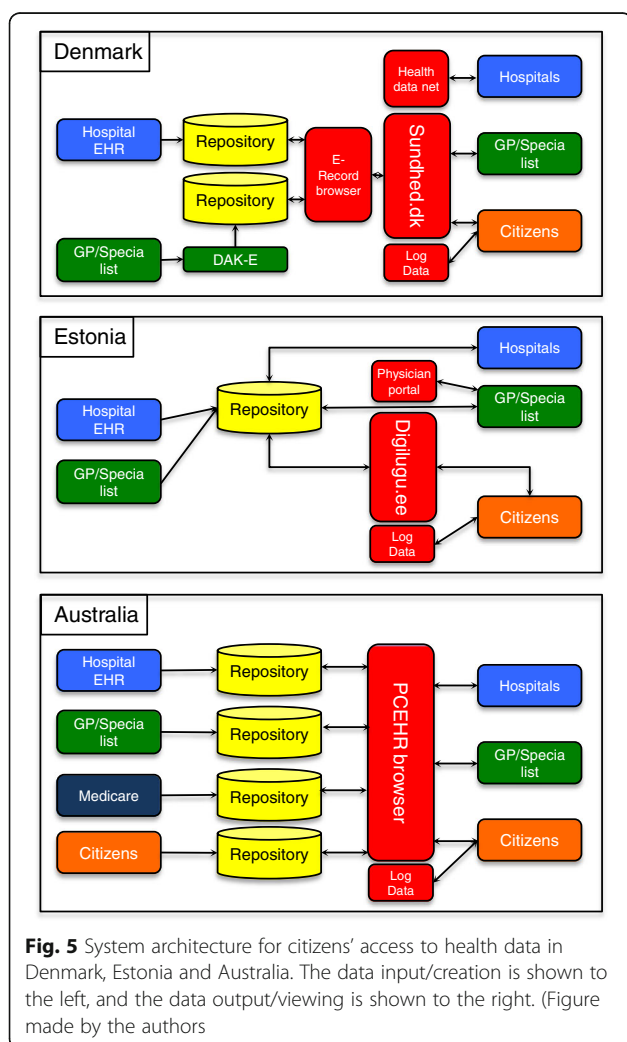 Denmark
Health
data net
Hospitals
Hospital
EHR
Repository
E-
Record
browser
Sundhed.dk
GP/Specia
list
Repository
Citizens
GP/Specia
list
DAK-E
Log
Data
Estonia
Hospitals
Physician
portal
Hospital
EHR
Repository
GP/Specia
list
GP/Specia
list
Digilugu.ee
Citizens
Log
Data
Australia
Hospital
EHR
Repository
PCEHR browser
Hospitals
GP/Specia
list
Repository
GP/Specia
list
Medicare
Repository
Citizens
Repository
Citizens
Log
Data
Fig. 5 System architecture for citizens' access to health data in
Denmark, Estonia and Australia. The data input/creation is shown to
the left, and the data output/viewing is shown to the right. (Figure
made by the authors